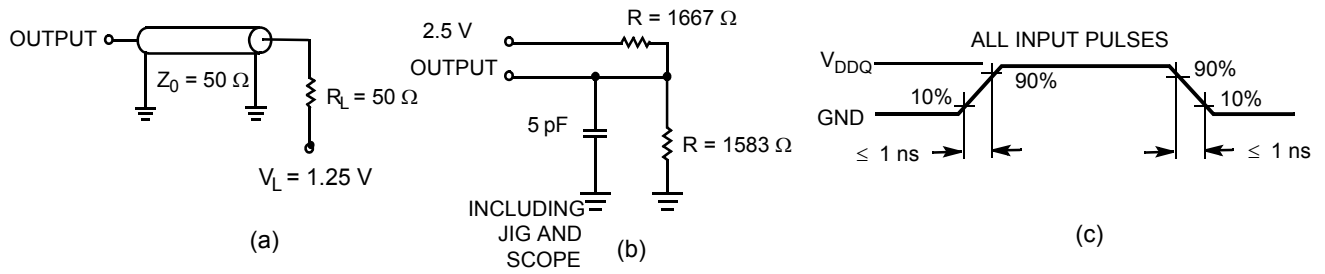 OUTPUT
Z0 = 50 Ω
RL = 50 Ω
VL = 1.25 V
(a)
R = 1667 Ω
2.5 V
OUTPUT
5 pF
R = 1583 Ω
INCLUDING
JIG AND
SCOPE
(b)
ALL INPUT PULSES
VDDQ
GND
10%
90%
90%
10%
≤ 1 ns
≤ 1 ns
(c)